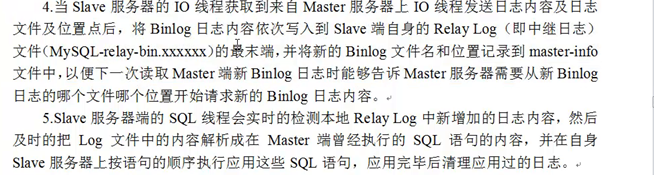 4.当 Slave 服务器的 IO 线程获取到来自 Master 服务器上 IO 线程发送日志内容及日志
文件及位置点后，将 Binlog 日志内容依次写入到 Slave 端自身的 Relay Log（即中继日志）
文件(MySQL-relay-bin.xxxxxx)的最末端，并将新的 Binlog 文件名和位置记录到 master-info
文件中,以便下一次读取 Master 端新 Binlog 日志时能够告诉 Master 服务器需要从新 Binlog
日志的哪个文件哪个位置开始请求新的 Binlog 日志内容。
5.Slave 服务器端的 SQL 线程会实时的检测本地 Relay Log 中新增加的日志内容，然后
及时的把 Log 文件中的内容解析成在 Master 端曾经执行的 SQL 语句的内容，并在自身
Slave 服务器上按语句的顺序执行应用这些 SQL 语句，应用完毕后清理应用过的日志。